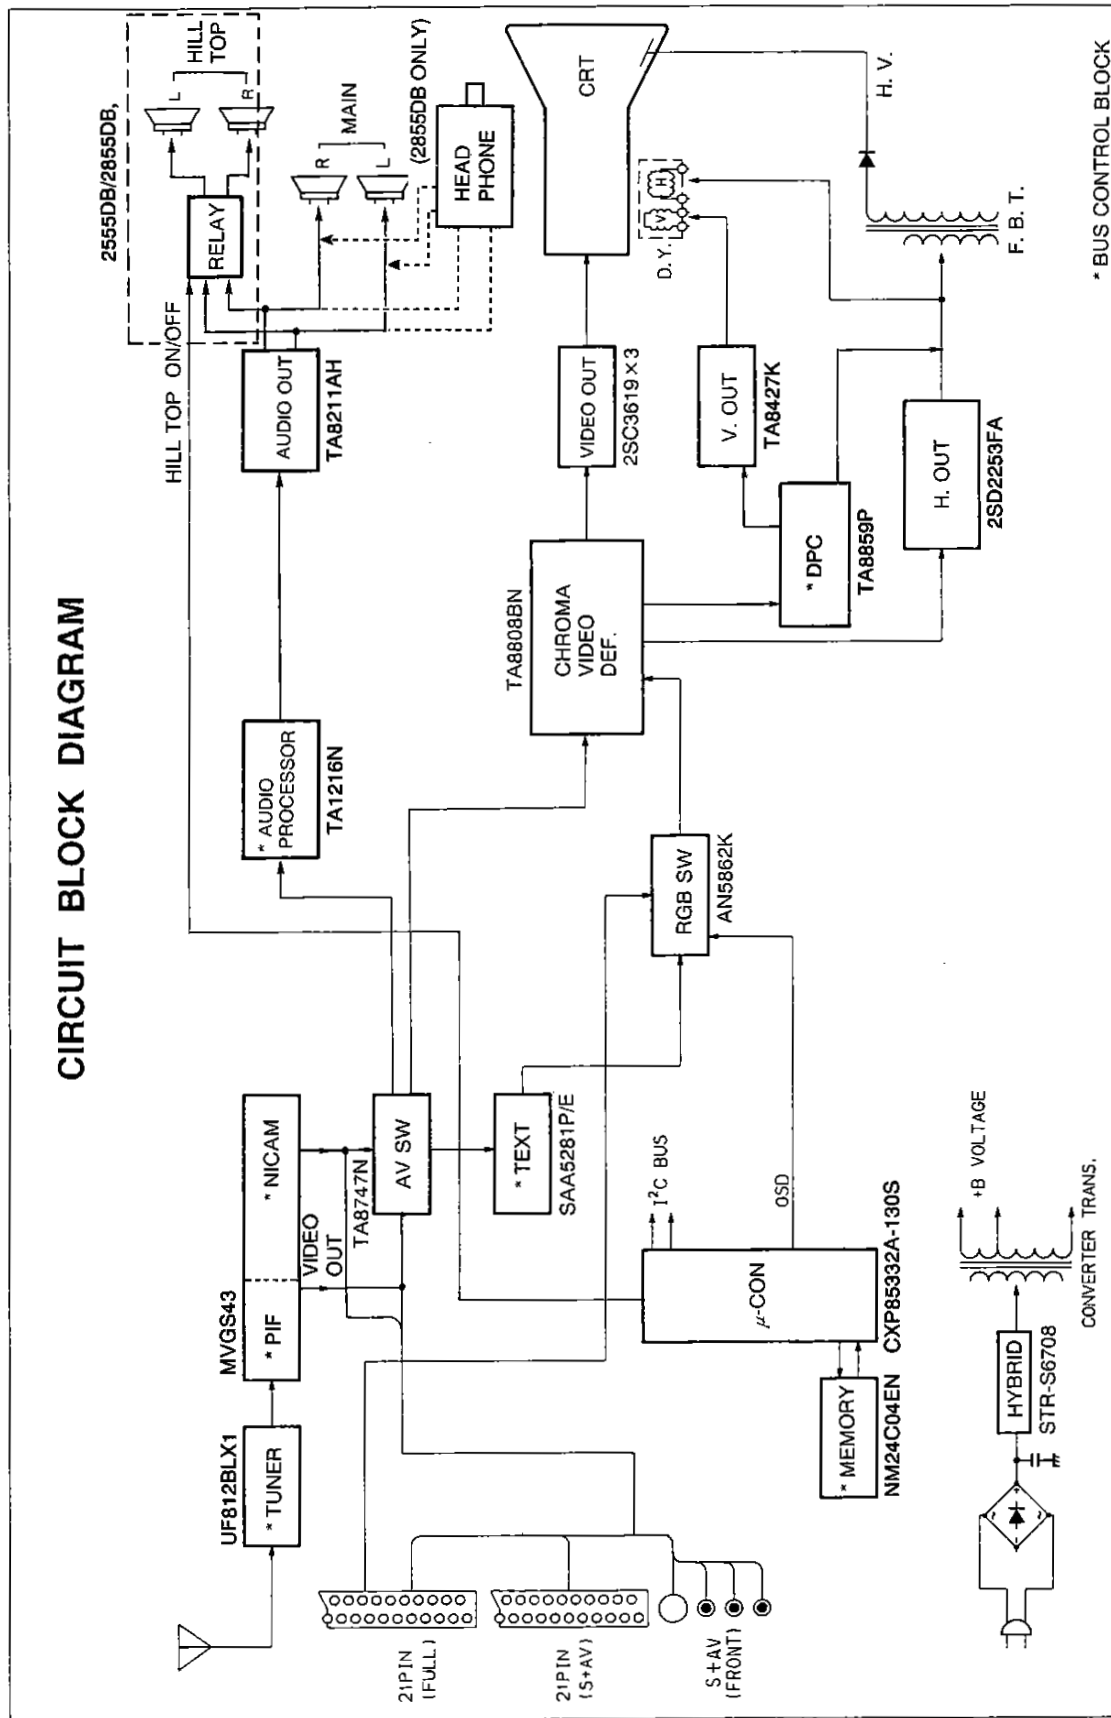 CIRCUIT BLOCK DIAGRAM
UF812BLX1
* TUNER
MVGS43
* PIF
* NICAM
VIDEO
OUT
TA8747N
AV SW
* TEXT
SAA5281P/E
HILL TOP ON/OFF
* AUDIO
PROCESSOR
TA1216N
AUDIO OUT
TA8211AH
2555DB/2855DB,
RELAY
L
R
HILL
TOP
R
L
MAIN
(2855DB ONLY)
HEAD
PHONE
21PIN
(FULL)
21PIN
(S+AV)
S+AV
(FRONT)
RGB SW
AN5862K
TA8808BN
CHROMA
VIDEO
DEF.
VIDEO OUT
2SC3619×3
CRT
D.Y.
V
H
V. OUT
TA8427K
* DPC
TA8859P
H. OUT
2SD2253FA
H. V.
F. B. T.
I²C BUS
OSD
μ-CON
CXP85332A-130S
* MEMORY
NM24C04EN
HYBRID
STR-S6708
+B VOLTAGE
CONVERTER TRANS.
* BUS CONTROL BLOCK